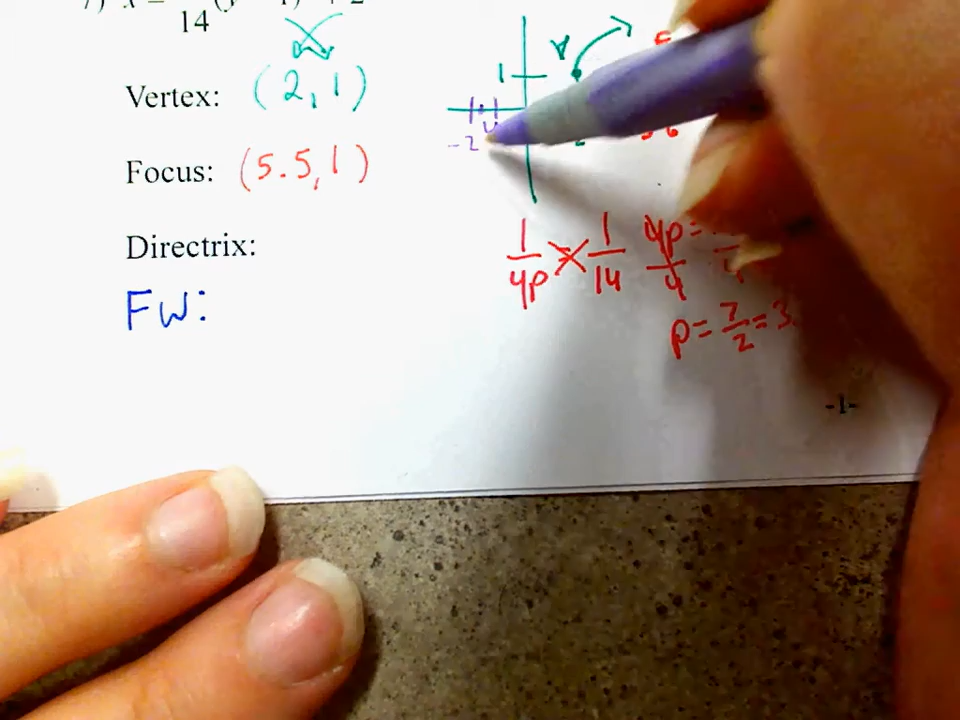 14
Vertex: (2,1)
Focus: (5.5,1)
Directrix:
FW:
V
1
-2
1/4p 1/14 4p=
4
p=7/2=3.
-1-